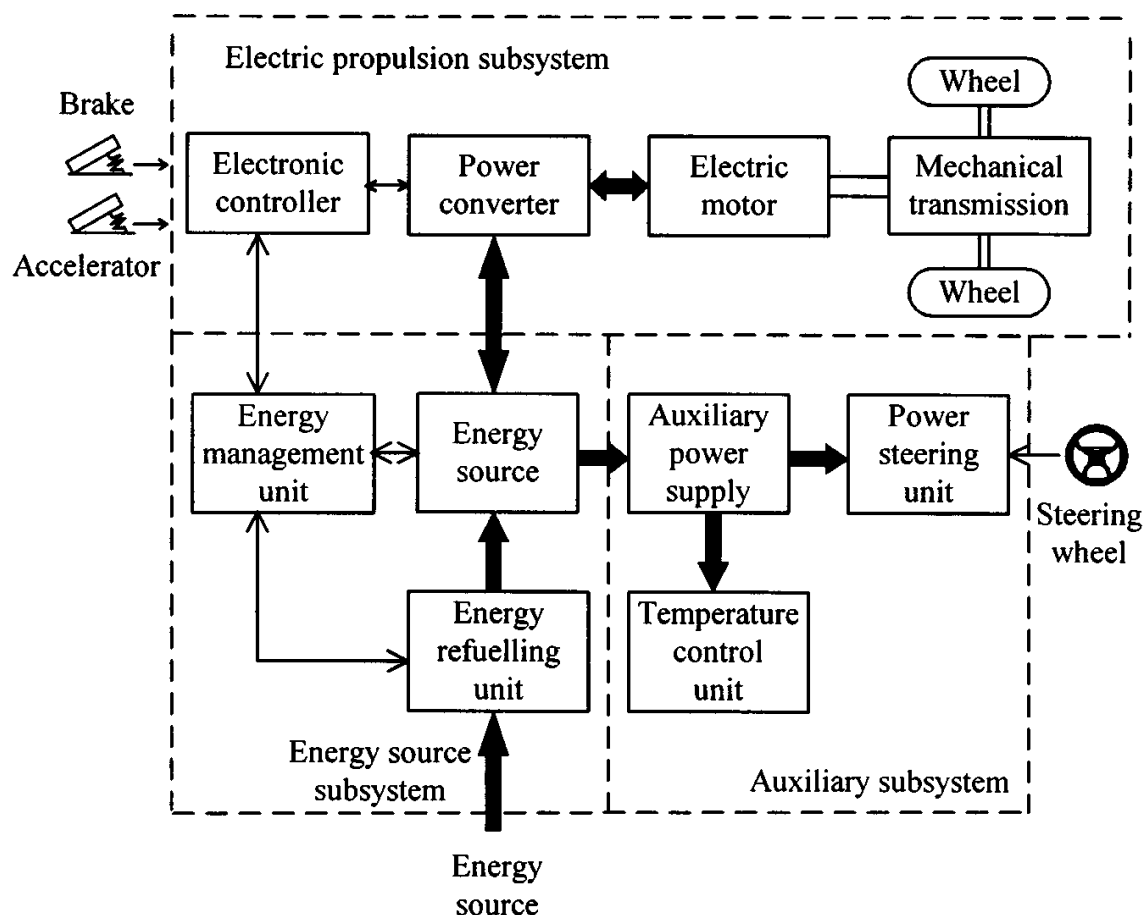 Electric propulsion subsystem
Wheel
Brake
Electronic
controller
Power
converter
Electric
motor
Mechanical
transmission
Accelerator
Wheel
Energy
management
unit
Energy
source
Auxiliary
power
supply
Power
steering
unit
Steering
wheel
Energy
refuelling
unit
Temperature
control
unit
Energy source
subsystem
Auxiliary subsystem
Energy
source